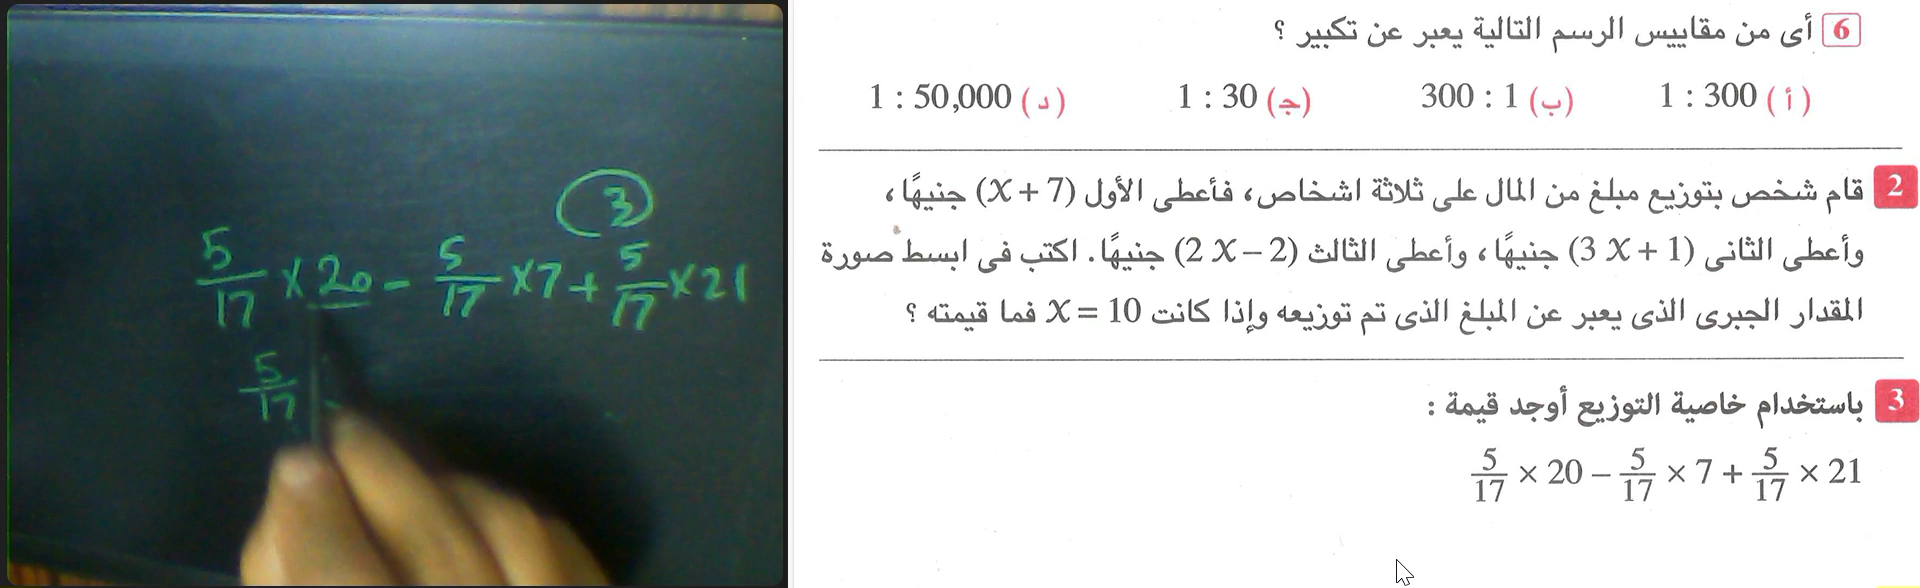 3
5/17 × 20 - 5/17 × 7 + 5/17 × 21
5/17
6 أى من مقاييس الرسم التالية يعبر عن تكبير ؟
( أ ) 1 : 300 (ب) 300 : 1 (جـ) 1 : 30 ( د ) 1 : 50,000
2 قام شخص بتوزيع مبلغ من المال على ثلاثة اشخاص، فأعطى الأول (X + 7) جنيهًا،
وأعطى الثانى (3 X + 1) جنيهًا، وأعطى الثالث (2 X – 2) جنيهًا. اكتب فى ابسط صورة
المقدار الجبرى الذى يعبر عن المبلغ الذى تم توزيعه وإذا كانت X = 10 فما قيمته ؟
3 باستخدام خاصية التوزيع أوجد قيمة :
5/17 × 20 – 5/17 × 7 + 5/17 × 21